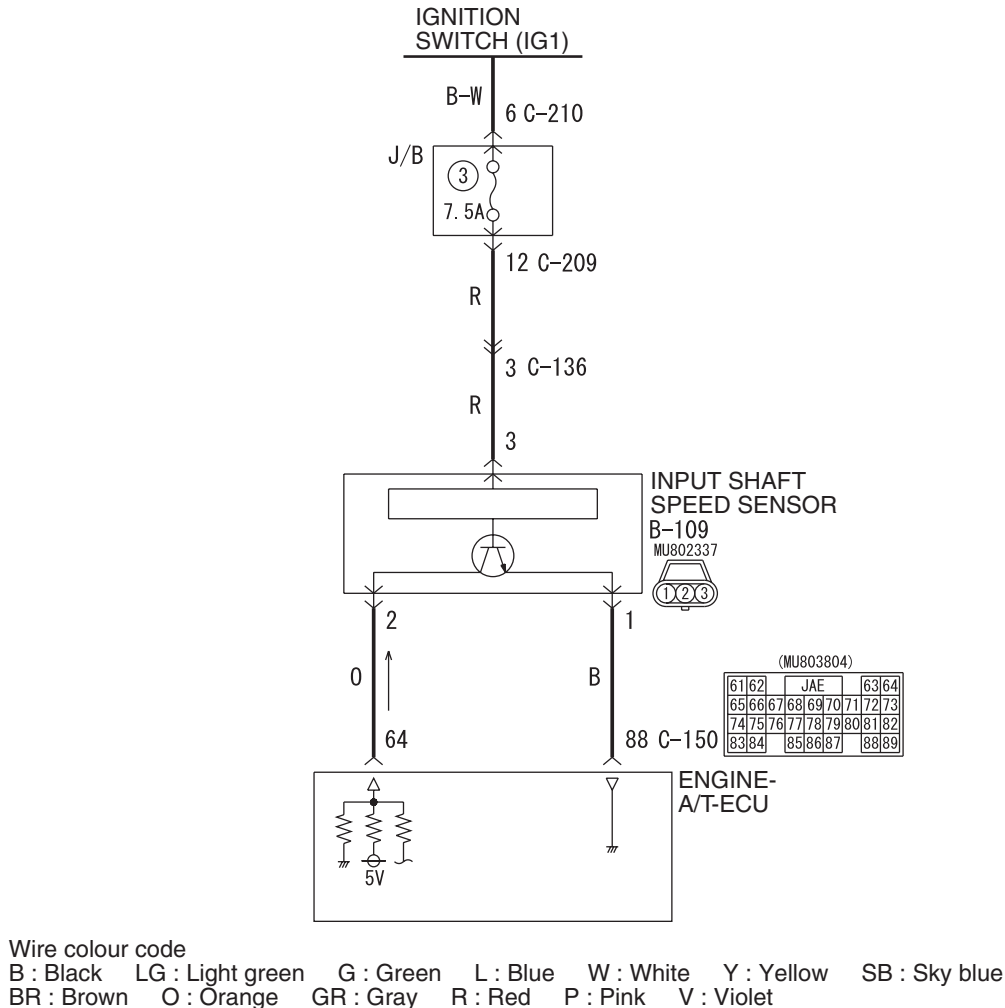 IGNITION
SWITCH (IG1)
B-W
6 C-210
J/B
3
7.5A
12 C-209
R
3 C-136
R
3
INPUT SHAFT
SPEED SENSOR
B-109
MU802337
1 2 3
2
1
O
B
(MU803804)
61 62 JAE 63 64
65 66 67 68 69 70 71 72 73
74 75 76 77 78 79 80 81 82
83 84 85 86 87 88 89
64
88 C-150
ENGINE-
A/T-ECU
5V
Wire colour code
B : Black LG : Light green G : Green L : Blue W : White Y : Yellow SB : Sky blue
BR : Brown O : Orange GR : Gray R : Red P : Pink V : Violet